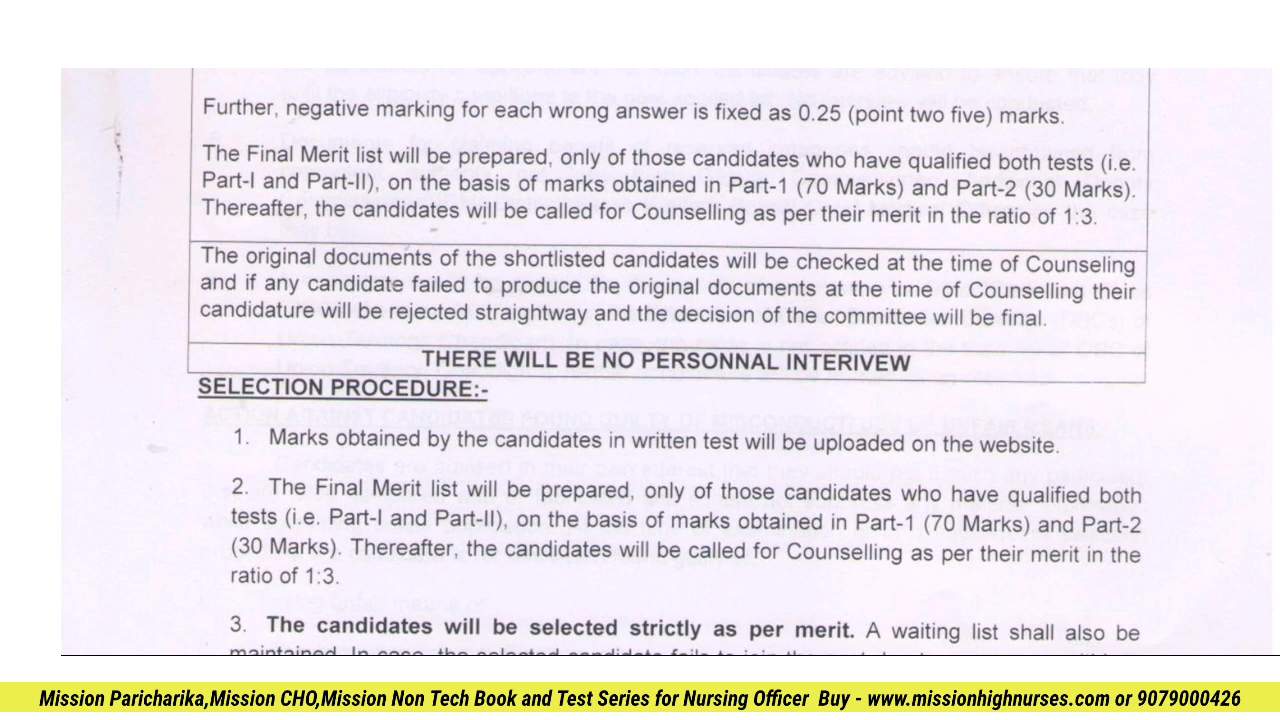 Further, negative marking for each wrong answer is fixed as 0.25 (point two five) marks.
The Final Merit list will be prepared, only of those candidates who have qualified both tests (i.e.
Part-I and Part-II), on the basis of marks obtained in Part-1 (70 Marks) and Part-2 (30 Marks).
Thereafter, the candidates will be called for Counselling as per their merit in the ratio of 1:3.
The original documents of the shortlisted candidates will be checked at the time of Counseling
and if any candidate failed to produce the original documents at the time of Counselling their
candidature will be rejected straightway and the decision of the committee will be final.
THERE WILL BE NO PERSONNAL INTERIVEW
SELECTION PROCEDURE:-
1. Marks obtained by the candidates in written test will be uploaded on the website.
2. The Final Merit list will be prepared, only of those candidates who have qualified both
tests (i.e. Part-I and Part-II), on the basis of marks obtained in Part-1 (70 Marks) and Part-2
(30 Marks). Thereafter, the candidates will be called for Counselling as per their merit in the
ratio of 1:3.
3. The candidates will be selected strictly as per merit. A waiting list shall also be
maintained. In case, the selected candidate fails to join the post
Mission Paricharika,Mission CHO,Mission Non Tech Book and Test Series for Nursing Officer Buy - www.missionhighnurses.com or 9079000426